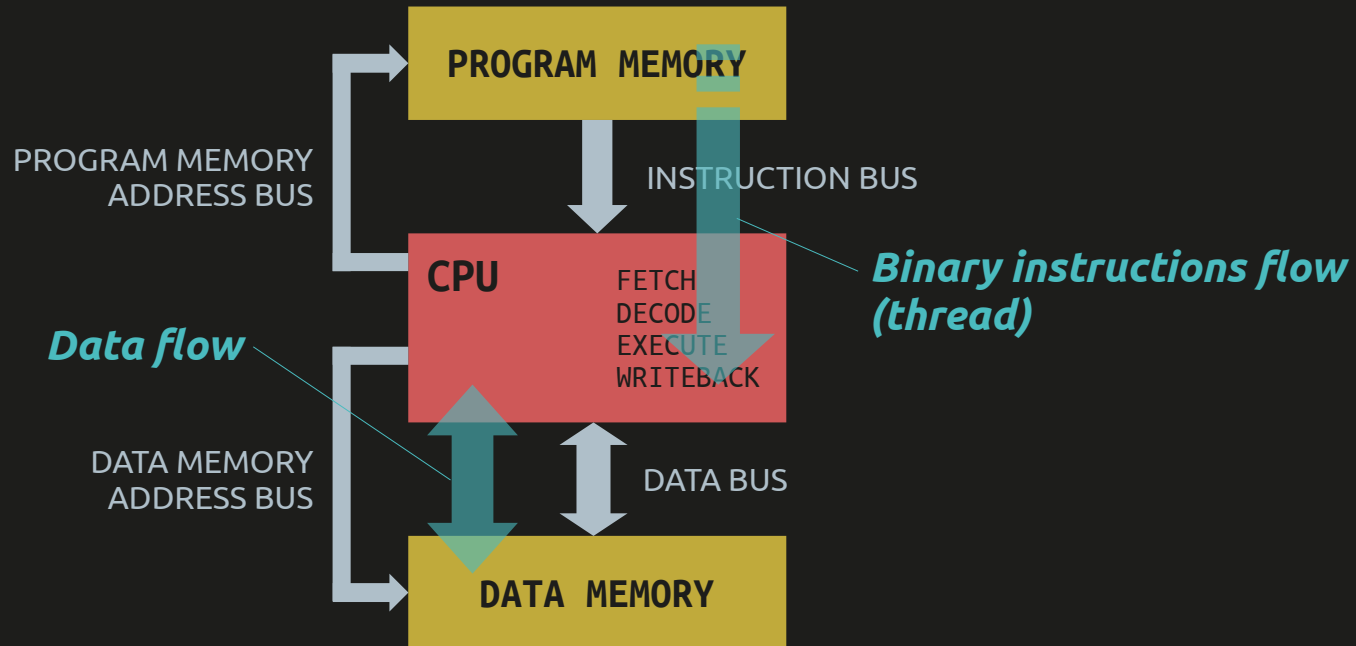 PROGRAM MEMORY
PROGRAM MEMORY
ADDRESS BUS
INSTRUCTION BUS
CPU
FETCH
DECODE
EXECUTE
WRITEBACK
Binary instructions flow
(thread)
Data flow
DATA MEMORY
ADDRESS BUS
DATA BUS
DATA MEMORY